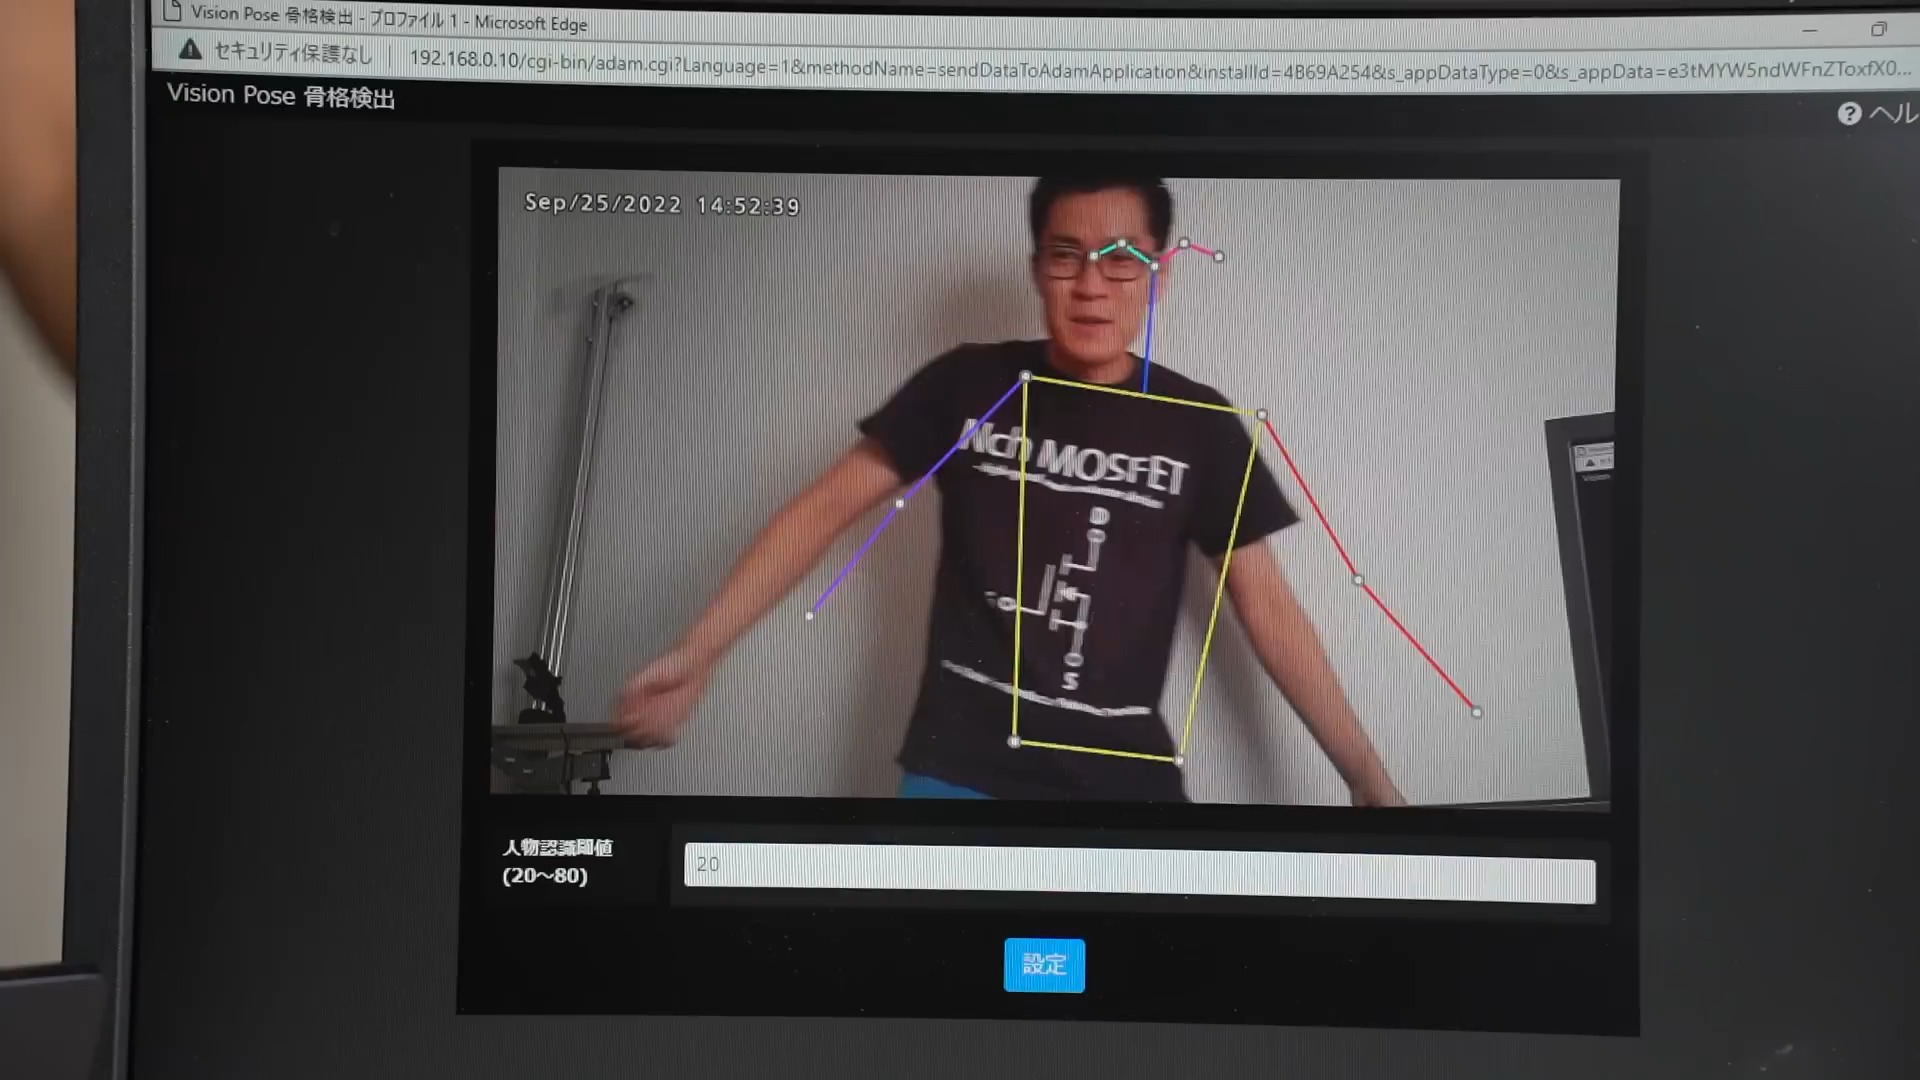 Vision Pose 骨格検出 - プロファイル 1 - Microsoft Edge
セキュリティ保護なし | 192.168.0.10/cgi-bin/adam.cgi?Language=1&methodName=sendDataToAdamApplication&installId=4B69A254&s_appDataType=0&s_appData=e3tMYW5ndWFnZToxfX0...
Vision Pose 骨格検出
? ヘル
Sep/25/2022 14:52:39
Nch MOSFET
D
G
S
人物認識閾値
(20～80)
20
設定